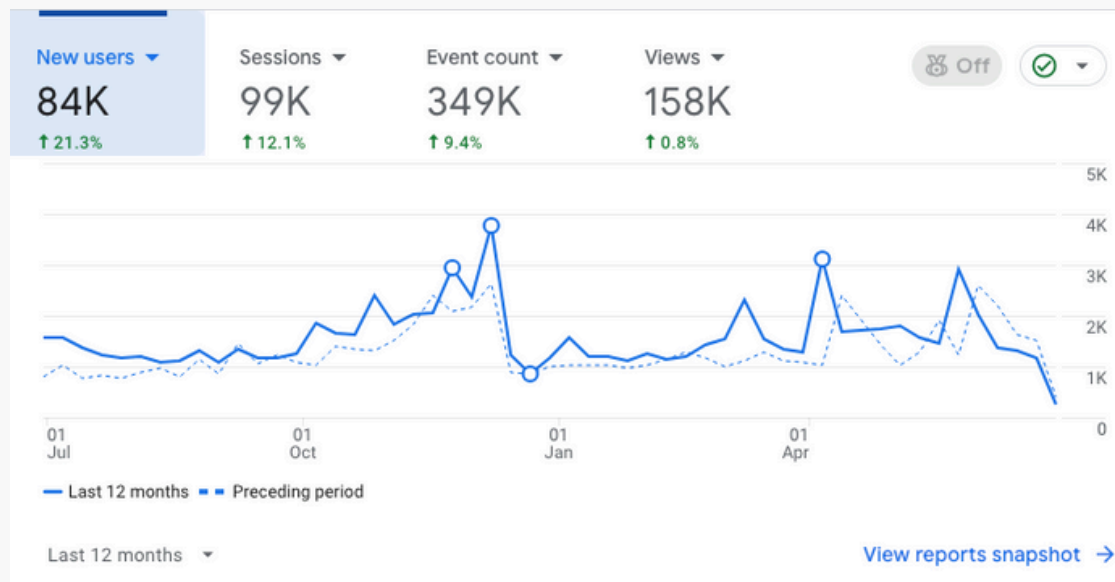 New users
84K
↑ 21.3%
Sessions
99K
↑ 12.1%
Event count
349K
↑ 9.4%
Views
158K
↑ 0.8%
Off
5K
4K
3K
2K
1K
0
01
Jul
01
Oct
01
Jan
01
Apr
Last 12 months
Preceding period
Last 12 months
View reports snapshot →